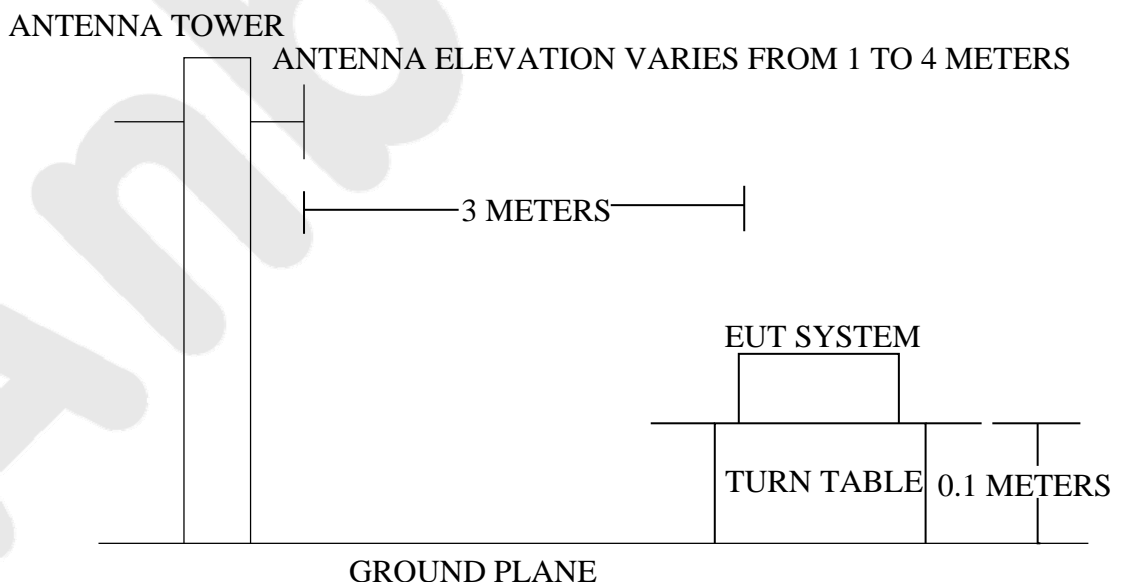 ANTENNA TOWER
ANTENNA ELEVATION VARIES FROM 1 TO 4 METERS
3 METERS
EUT SYSTEM
TURN TABLE
0.1 METERS
GROUND PLANE